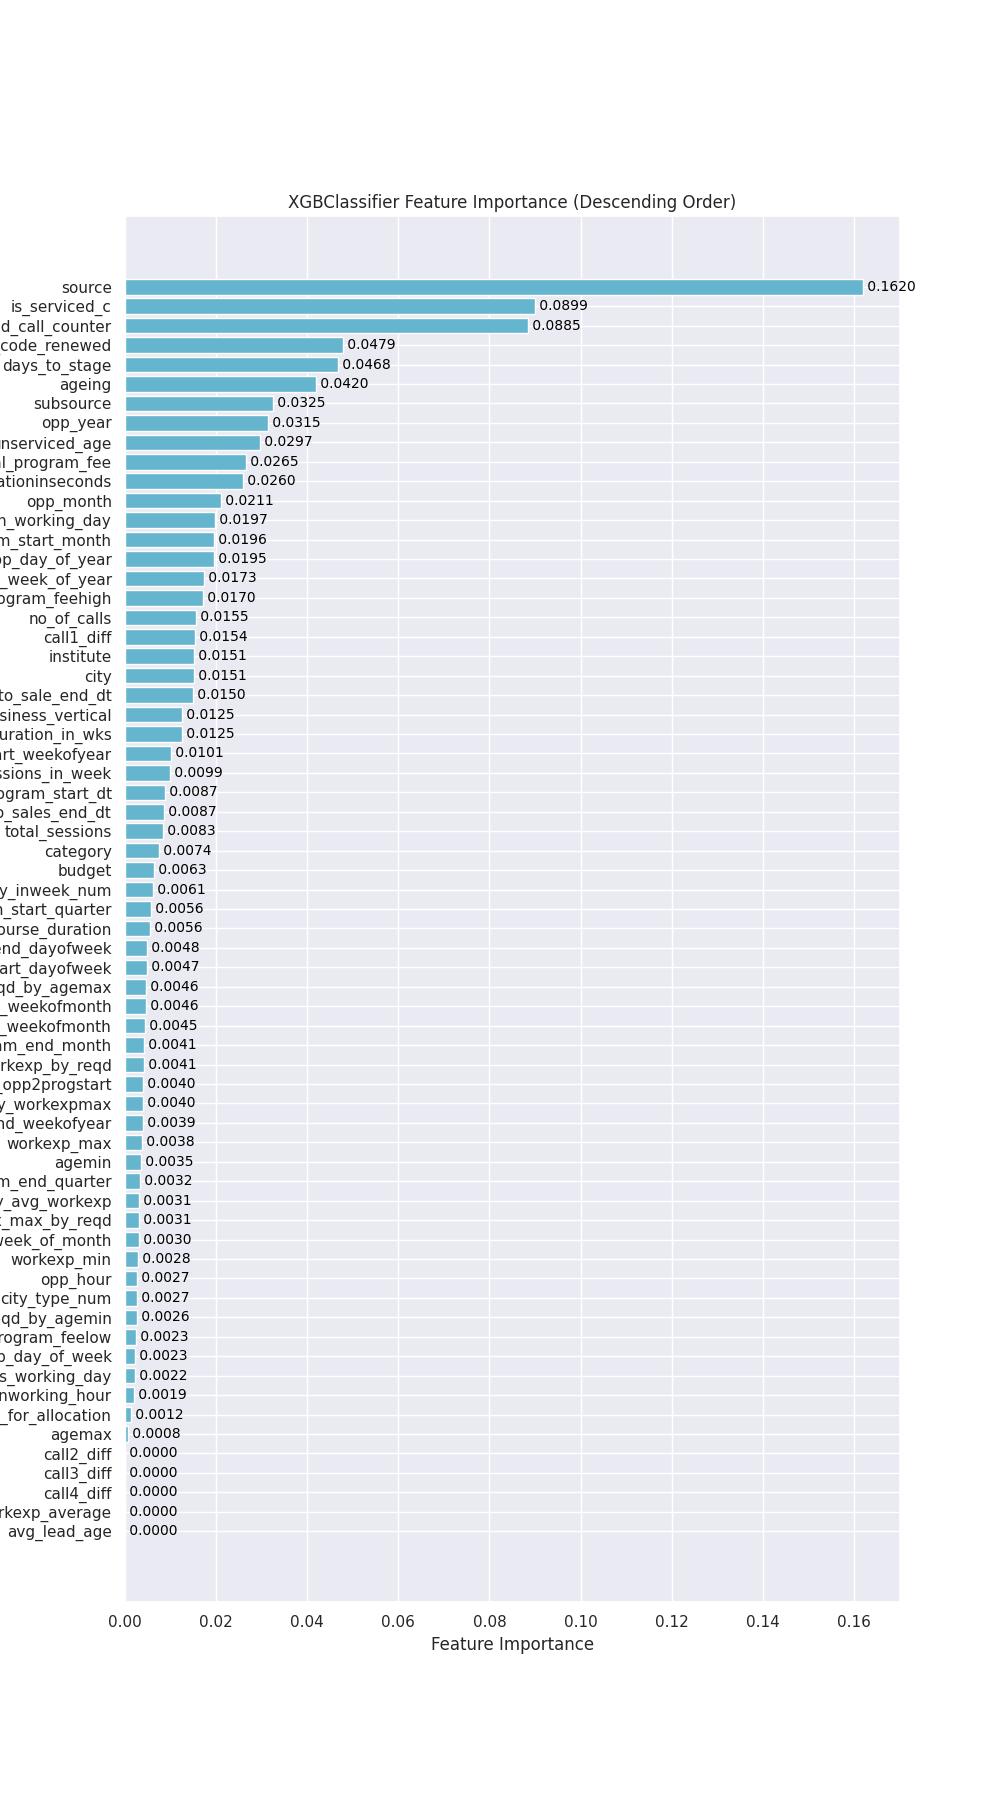 XGBClassifier Feature Importance (Descending Order)
source 0.1620
is_serviced_c 0.0899
d_call_counter 0.0885
code_renewed 0.0479
days_to_stage 0.0468
ageing 0.0420
subsource 0.0325
opp_year 0.0315
unserviced_age 0.0297
l_program_fee 0.0265
ationinseconds 0.0260
opp_month 0.0211
n_working_day 0.0197
m_start_month 0.0196
pp_day_of_year 0.0195
_week_of_year 0.0173
ogram_feehigh 0.0170
no_of_calls 0.0155
call1_diff 0.0154
institute 0.0151
city 0.0151
to_sale_end_dt 0.0150
siness_vertical 0.0125
uration_in_wks 0.0125
art_weekofyear 0.0101
ssions_in_week 0.0099
ogram_start_dt 0.0087
o_sales_end_dt 0.0087
total_sessions 0.0083
category 0.0074
budget 0.0063
y_inweek_num 0.0061
n_start_quarter 0.0056
ourse_duration 0.0056
end_dayofweek 0.0048
art_dayofweek 0.0047
qd_by_agemax 0.0046
_weekofmonth 0.0046
_weekofmonth 0.0045
am_end_month 0.0041
rkexp_by_reqd 0.0041
_opp2progstart 0.0040
y_workexpmax 0.0040
nd_weekofyear 0.0039
workexp_max 0.0038
agemin 0.0035
m_end_quarter 0.0032
y_avg_workexp 0.0031
t_max_by_reqd 0.0031
week_of_month 0.0030
workexp_min 0.0028
opp_hour 0.0027
city_type_num 0.0027
qd_by_agemin 0.0026
rogram_feelow 0.0023
p_day_of_week 0.0023
s_working_day 0.0022
nworking_hour 0.0019
_for_allocation 0.0012
agemax 0.0008
call2_diff 0.0000
call3_diff 0.0000
call4_diff 0.0000
rkexp_average 0.0000
avg_lead_age 0.0000
0.00 0.02 0.04 0.06 0.08 0.10 0.12 0.14 0.16
Feature Importance